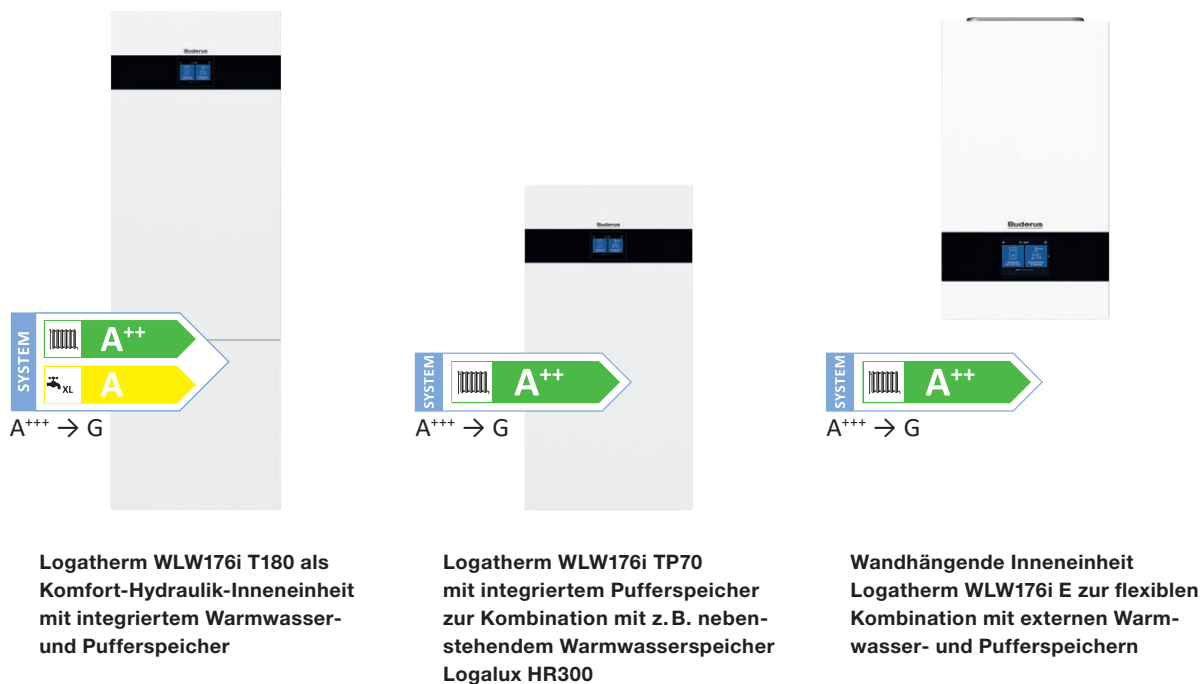 Buderus
SYSTEM
A++
XL
A
A+++ → G
Logatherm WLW176i T180 als
Komfort-Hydraulik-Inneneinheit
mit integriertem Warmwasser-
und Pufferspeicher
Buderus
SYSTEM
A++
A+++ → G
Logatherm WLW176i TP70
mit integriertem Pufferspeicher
zur Kombination mit z. B. neben-
stehendem Warmwasserspeicher
Logalux HR300
Buderus
SYSTEM
A++
A+++ → G
Wandhängende Inneneinheit
Logatherm WLW176i E zur flexiblen
Kombination mit externen Warm-
wasser- und Pufferspeichern